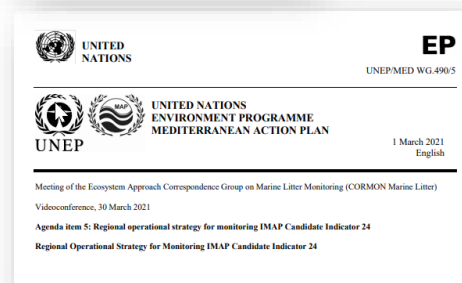 UNITED
NATIONS
EP
UNEP/MED WG.490/5
MAP
UNEP
UNITED NATIONS
ENVIRONMENT PROGRAMME
MEDITERRANEAN ACTION PLAN
1 March 2021
English
Meeting of the Ecosystem Approach Correspondence Group on Marine Litter Monitoring (CORMON Marine Litter)
Videoconference, 30 March 2021
Agenda item 5: Regional operational strategy for monitoring IMAP Candidate Indicator 24
Regional Operational Strategy for Monitoring IMAP Candidate Indicator 24